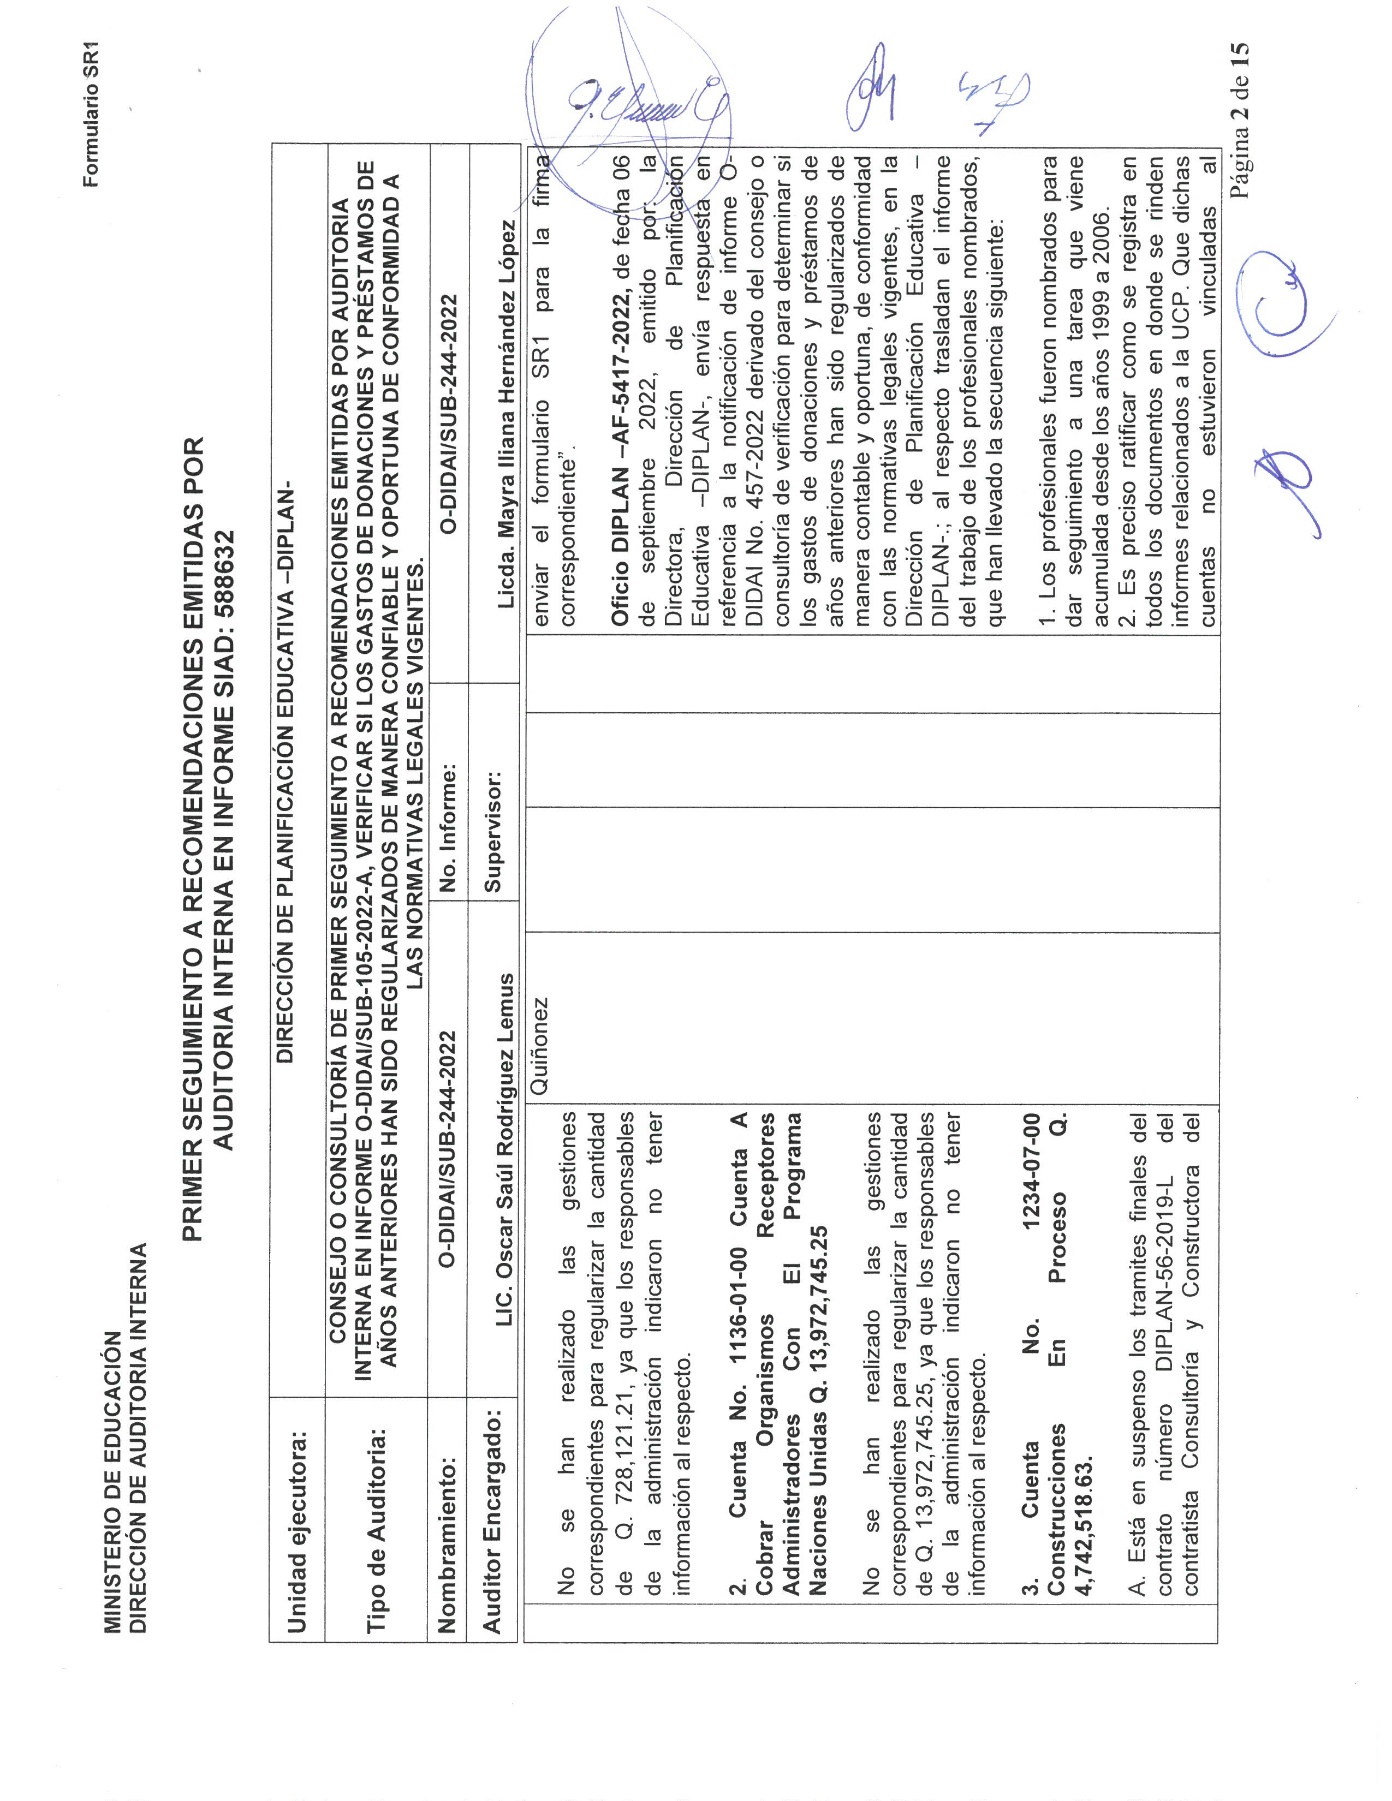 Formulario SR1
MINISTERIO DE EDUCACIÓN
DIRECCIÓN DE AUDITORIA INTERNA
PRIMER SEGUIMIENTO A RECOMENDACIONES EMITIDAS POR
AUDITORIA INTERNA EN INFORME SIAD: 588632
Unidad ejecutora:
DIRECCIÓN DE PLANIFICACIÓN EDUCATIVA –DIPLAN-
Tipo de Auditoria:
CONSEJO O CONSULTORÍA DE PRIMER SEGUIMIENTO A RECOMENDACIONES EMITIDAS POR AUDITORIA
INTERNA EN INFORME O-DIDAI/SUB-105-2022-A, VERIFICAR SI LOS GASTOS DE DONACIONES Y PRÉSTAMOS DE
AÑOS ANTERIORES HAN SIDO REGULARIZADOS DE MANERA CONFIABLE Y OPORTUNA DE CONFORMIDAD A
LAS NORMATIVAS LEGALES VIGENTES.
Nombramiento:
O-DIDAI/SUB-244-2022
No. Informe:
O-DIDAI/SUB-244-2022
Auditor Encargado:
LIC. Oscar Saúl Rodríguez Lemus
Supervisor:
Licda. Mayra Iliana Hernández López
No se han realizado las gestiones
correspondientes para regularizar la cantidad
de Q. 728,121.21, ya que los responsables
de la administración indicaron no tener
información al respecto.
2. Cuenta No. 1136-01-00 Cuenta A
Cobrar Organismos Receptores
Administradores Con El Programa
Naciones Unidas Q. 13,972,745.25
No se han realizado las gestiones
correspondientes para regularizar la cantidad
de Q. 13,972,745.25, ya que los responsables
de la administración indicaron no tener
información al respecto.
3. Cuenta No. 1234-07-00
Construcciones En Proceso Q.
4,742,518.63.
A. Está en suspenso los tramites finales del
contrato número DIPLAN-56-2019-L del
contratista Consultoría y Constructora del
Quiñonez
enviar el formulario SR1 para la firma
correspondiente”.
Oficio DIPLAN –AF-5417-2022, de fecha 06
de septiembre 2022, emitido por: la
Directora, Dirección de Planificación
Educativa –DIPLAN-, envía respuesta en
referencia a la notificación de informe O-
DIDAI No. 457-2022 derivado del consejo o
consultoría de verificación para determinar si
los gastos de donaciones y préstamos de
años anteriores han sido regularizados de
manera contable y oportuna, de conformidad
con las normativas legales vigentes, en la
Dirección de Planificación Educativa –
DIPLAN-.; al respecto trasladan el informe
del trabajo de los profesionales nombrados,
que han llevado la secuencia siguiente:
1. Los profesionales fueron nombrados para
dar seguimiento a una tarea que viene
acumulada desde los años 1999 a 2006.
2. Es preciso ratificar como se registra en
todos los documentos en donde se rinden
informes relacionados a la UCP. Que dichas
cuentas no estuvieron vinculadas al
Página 2 de 15